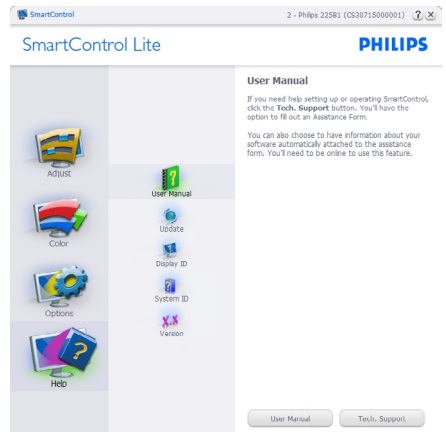 SmartControl
2 - Philips 225B1 (CS30715000001)
SmartControl Lite
PHILIPS
Adjust
Color
Options
Help
User Manual
Update
Display ID
System ID
Version
User Manual
If you need help setting up or operating SmartControl,
click the Tech. Support button. You'll have the
option to fill out an Assistance Form.
You can also choose to have information about your
software automatically attached to the assistance
form. You'll need to be online to use this feature.
User Manual
Tech. Support